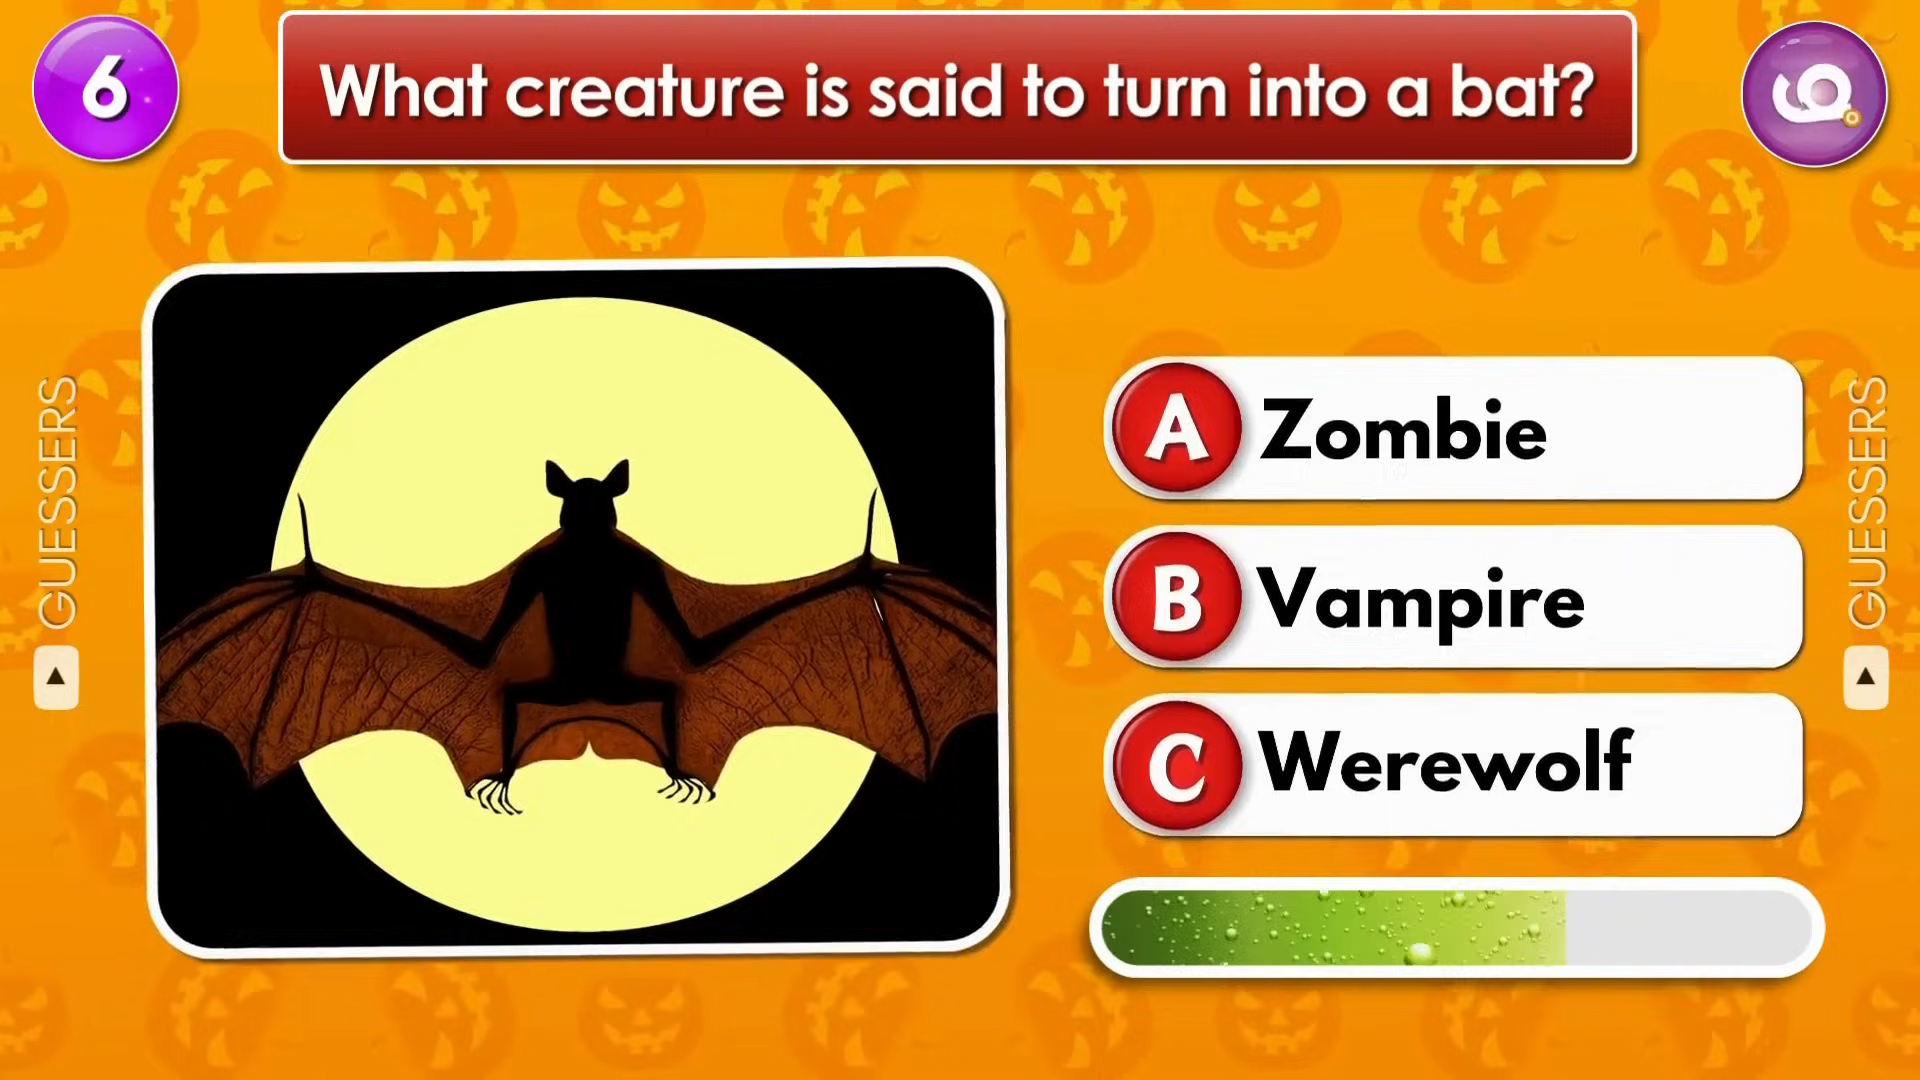 6
What creature is said to turn into a bat?
GUESSERS
A Zombie
B Vampire
C Werewolf
GUESSERS